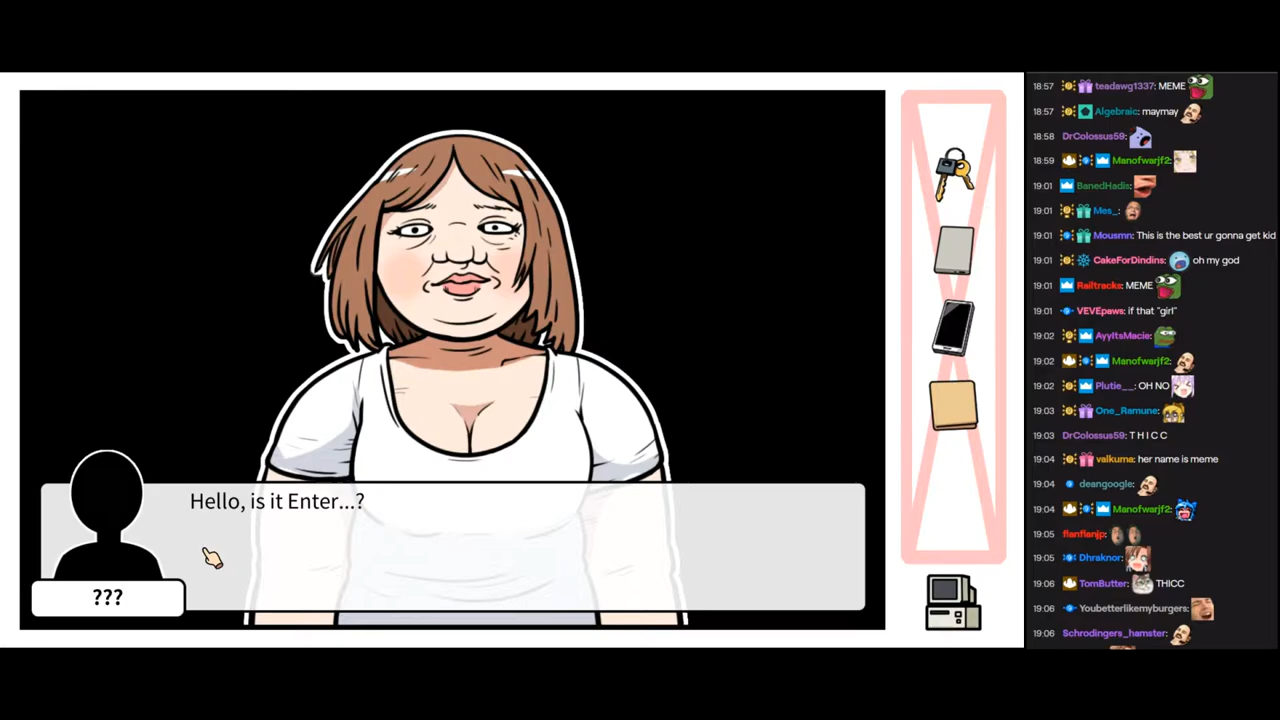 Hello, is it Enter...?
???
18:57 teadawg1337: MEME
18:57 Algebraic: maymay
18:58 DrColossus59:
18:59 Manofwarjf2:
19:01 BanedHadis:
19:01 Mes_:
19:01 Mousmn: This is the best ur gonna get kid
19:01 CakeForDindins: oh my god
19:01 Railtracks: MEME
19:01 VEVEpaws: if that "girl"
19:02 AyyItsMacie:
19:02 Manofwarjf2:
19:02 Plutie__: OH NO
19:03 One_Ramune:
19:03 DrColossus59: T H I C C
19:04 valkuma: her name is meme
19:04 deangoogle:
19:04 Manofwarjf2:
19:05 flanflanjp:
19:05 Dhraknor:
19:06 TomButter: THICC
19:06 Youbetterlikemyburgers:
19:06 Schrodingers_hamster: